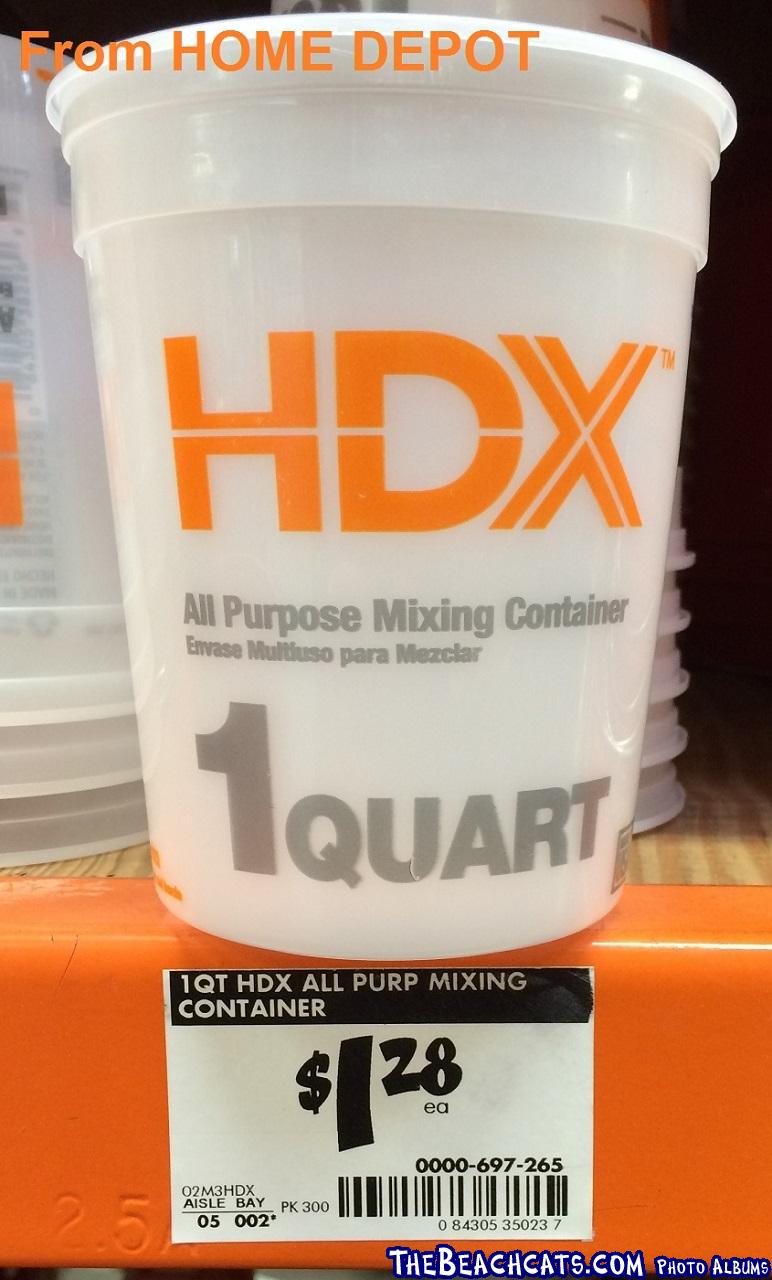 From HOME DEPOT
HDX™
All Purpose Mixing Container
Envase Multiuso para Mezclar
1 QUART
1QT HDX ALL PURP MIXING
CONTAINER
$1 28
ea
0000-697-265
02M3HDX
AISLE BAY
05 002*
PK 300
0 84305 35023 7
2.5
THEBEACHCATS.COM PHOTO ALBUMS